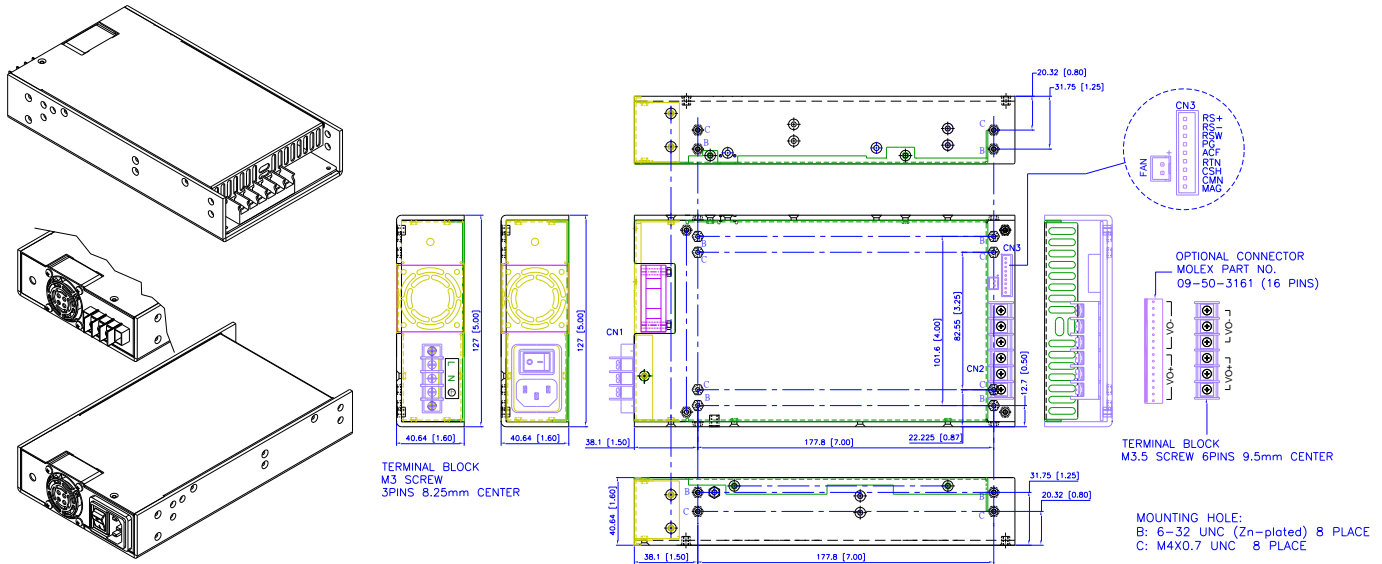 20.32 [0.80]
31.75 [1.25]
C
B
C
B
CN3
RS+
RS-
RSW
PG
ACF
RTN
CSH
CMN
MAG
+
FAN
127 [5.00]
L
N
40.64 [1.60]
TERMINAL BLOCK
M3 SCREW
3PINS 8.25mm CENTER
127 [5.00]
40.64 [1.60]
CN1
B
C
B
C
CN3
101.6 [4.00]
82.55 [3.25]
CN2
12.7 [0.50]
C
B
C
B
38.1 [1.50]
177.8 [7.00]
22.225 [0.87]
OPTIONAL CONNECTOR
MOLEX PART NO.
09-50-3161 (16 PINS)
VO-
VO+
VO-
VO+
TERMINAL BLOCK
M3.5 SCREW 6PINS 9.5mm CENTER
31.75 [1.25]
20.32 [0.80]
B
C
B
C
40.64 [1.60]
38.1 [1.50]
177.8 [7.00]
MOUNTING HOLE:
B: 6-32 UNC (Zn-plated) 8 PLACE
C: M4X0.7 UNC 8 PLACE